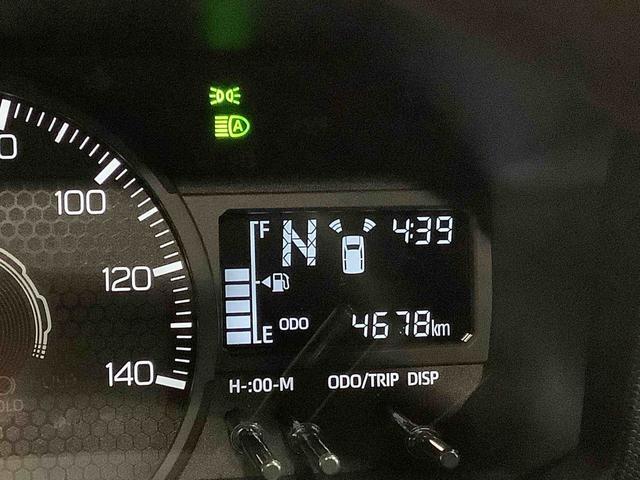 A
100
120
140
F
N
4:39
E
ODO
4678km
H-:00-M
ODO/TRIP
DISP